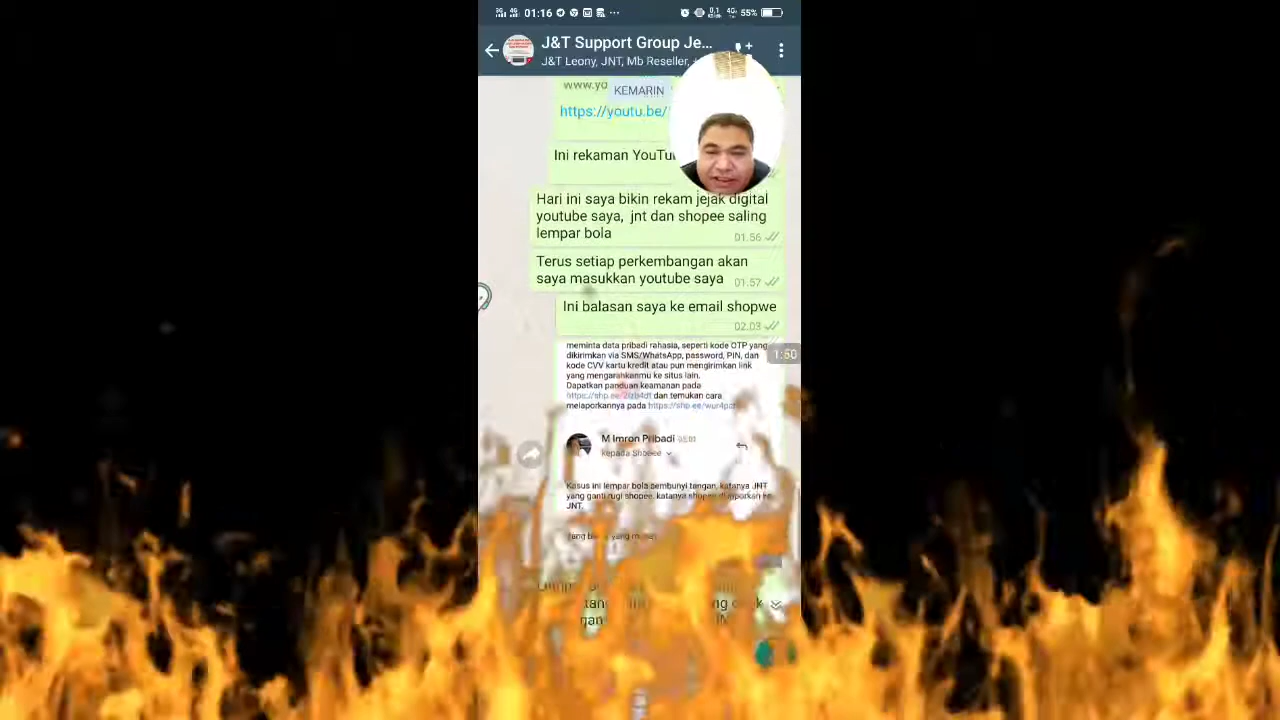 01:16
55%
J&T Support Group Je...
J&T Leony, JNT, Mb Reseller,
www.yo
KEMARIN
https://youtu.be/
Ini rekaman YouTu
Hari ini saya bikin rekam jejak digital
youtube saya, jnt dan shopee saling
lempar bola
01.56
Terus setiap perkembangan akan
saya masukkan youtube saya
01.57
Ini balasan saya ke email shopwe
02.03
meminta data pribadi rahasia, seperti kode OTP yang
dikirimkan via SMS/WhatsApp, password, PIN, dan
kode CVV kartu kredit atau pun mengirimkan link
yang mengarahkanmu ke situs lain.
Dapatkan panduan keamanan pada
dan temukan cara
melaporkannya pada
1:50
M Imron Pribadi
kepada Shopee
Kasus ini lempar bola sembunyi tangan, katanya JNT
yang ganti rugi shopee, katanya shopee
JNT.